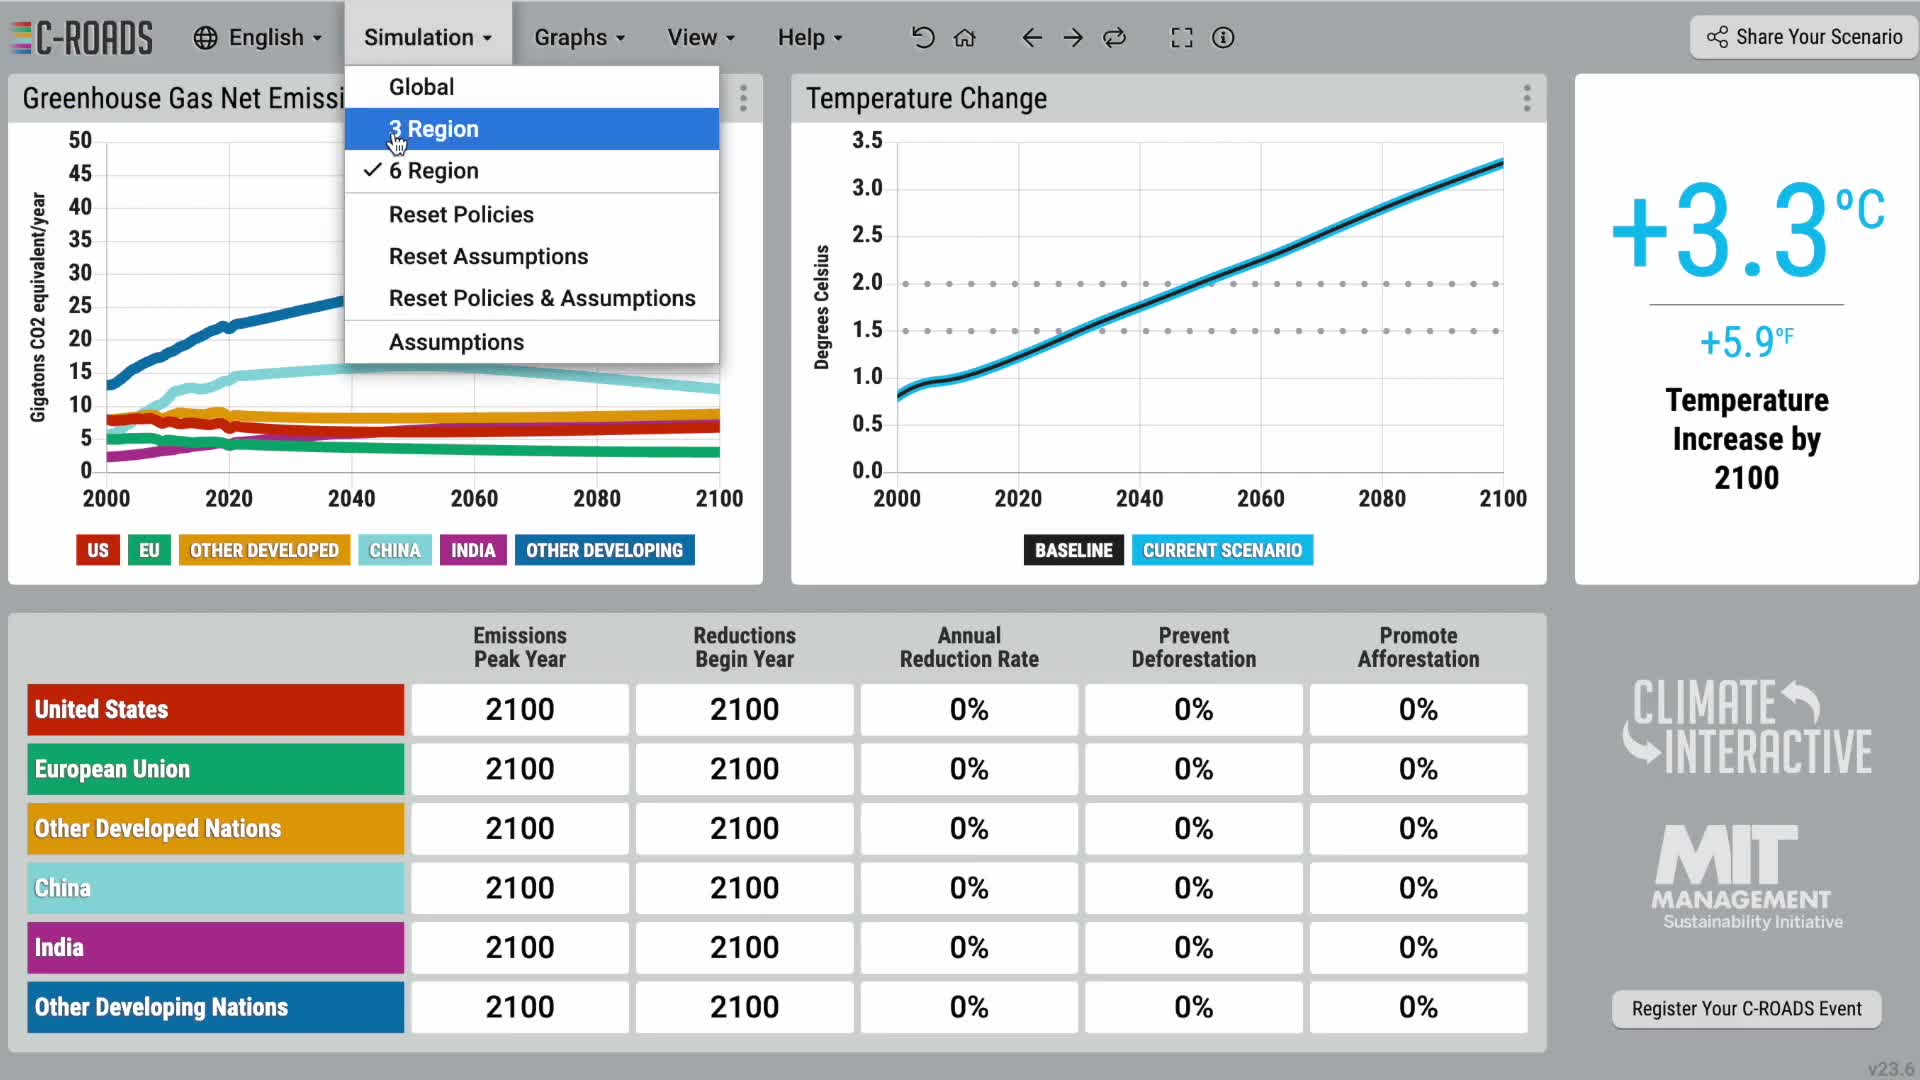 C-ROADS
English
Simulation
Graphs
View
Help
Share Your Scenario
Global
3 Region
6 Region
Reset Policies
Reset Assumptions
Reset Policies & Assumptions
Assumptions
Greenhouse Gas Net Emissi
Gigatons CO2 equivalent/year
50
45
40
35
30
25
20
15
10
5
0
2000 2020 2040 2060 2080 2100
US EU OTHER DEVELOPED CHINA INDIA OTHER DEVELOPING
Temperature Change
Degrees Celsius
3.5
3.0
2.5
2.0
1.5
1.0
0.5
0.0
2000 2020 2040 2060 2080 2100
BASELINE CURRENT SCENARIO
+3.3°C
+5.9°F
Temperature
Increase by
2100
Emissions
Peak Year
Reductions
Begin Year
Annual
Reduction Rate
Prevent
Deforestation
Promote
Afforestation
United States 2100 2100 0% 0% 0%
European Union 2100 2100 0% 0% 0%
Other Developed Nations 2100 2100 0% 0% 0%
China 2100 2100 0% 0% 0%
India 2100 2100 0% 0% 0%
Other Developing Nations 2100 2100 0% 0% 0%
CLIMATE
INTERACTIVE
MIT
MANAGEMENT
Sustainability Initiative
Register Your C-ROADS Event
v23.6